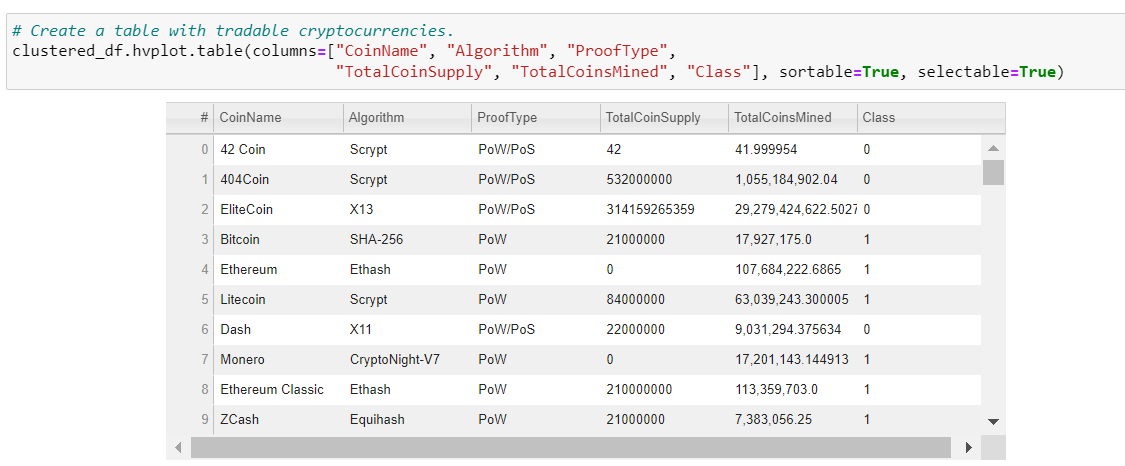 # Create a table with tradable cryptocurrencies.
clustered_df.hvplot.table(columns=["CoinName", "Algorithm", "ProofType",
"TotalCoinSupply", "TotalCoinsMined", "Class"], sortable=True, selectable=True)
# CoinName Algorithm ProofType TotalCoinSupply TotalCoinsMined Class
0 42 Coin Scrypt PoW/PoS 42 41.999954 0
1 404Coin Scrypt PoW/PoS 532000000 1,055,184,902.04 0
2 EliteCoin X13 PoW/PoS 314159265359 29,279,424,622.5027 0
3 Bitcoin SHA-256 PoW 21000000 17,927,175.0 1
4 Ethereum Ethash PoW 0 107,684,222.6865 1
5 Litecoin Scrypt PoW 84000000 63,039,243.300005 1
6 Dash X11 PoW/PoS 22000000 9,031,294.375634 0
7 Monero CryptoNight-V7 PoW 0 17,201,143.144913 1
8 Ethereum Classic Ethash PoW 210000000 113,359,703.0 1
9 ZCash Equihash PoW 21000000 7,383,056.25 1